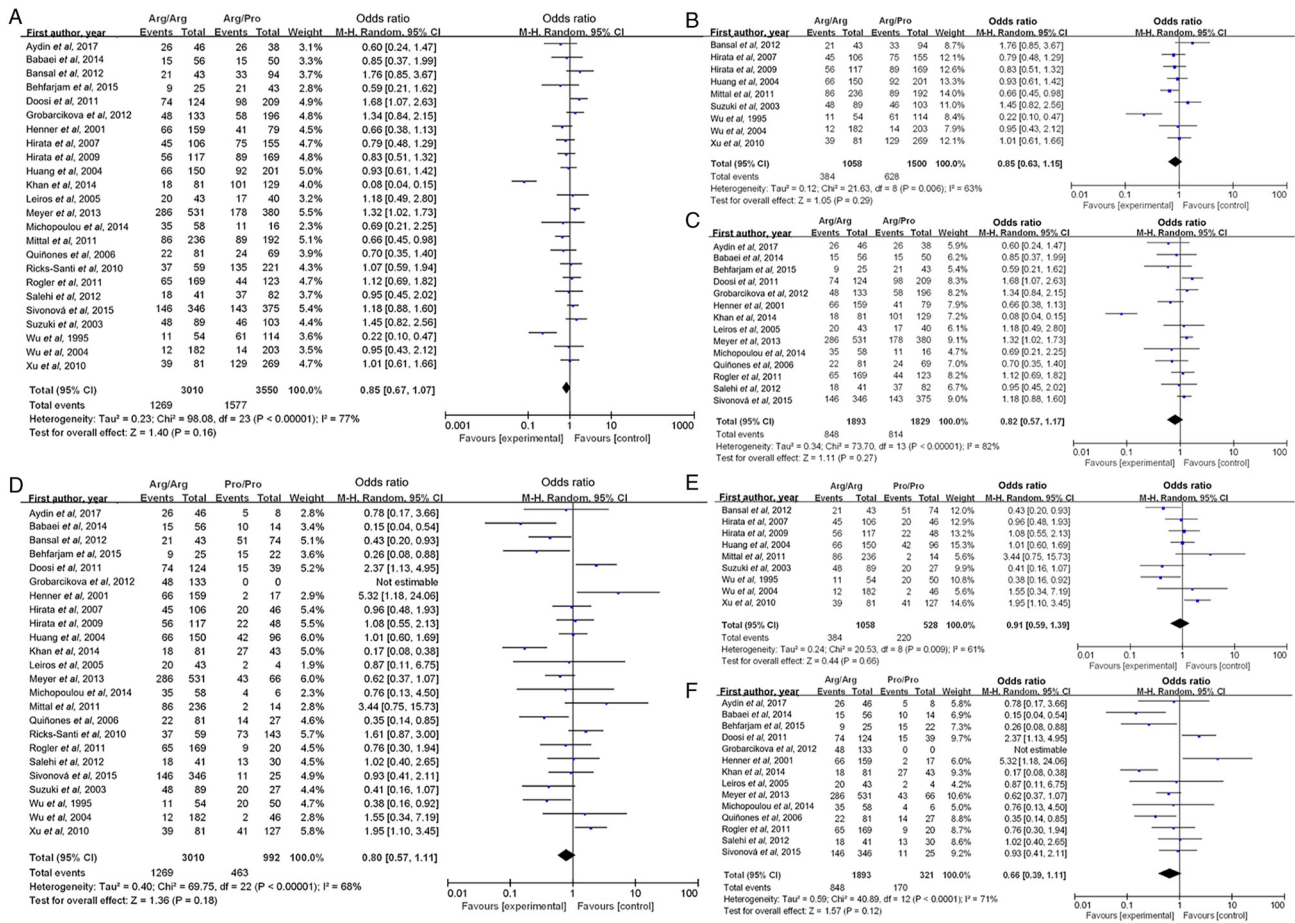 A
Arg/Arg Arg/Pro Odds ratio Odds ratio
First author, year Events Total Events Total Weight M-H. Random, 95% CI M-H. Random, 95% CI
Aydin et al, 2017 26 46 26 38 3.1% 0.60 [0.24, 1.47]
Babaei et al, 2014 15 56 15 50 3.4% 0.85 [0.37, 1.99]
Bansal et al, 2012 21 43 33 94 3.9% 1.76 [0.85, 3.67]
Behfarjam et al, 2015 9 25 21 43 2.7% 0.59 [0.21, 1.62]
Doosi et al, 2011 74 124 98 209 5.1% 1.68 [1.07, 2.63]
Grobarcikova et al, 2012 48 133 58 196 5.0% 1.34 [0.84, 2.15]
Henner et al, 2001 66 159 41 79 4.6% 0.66 [0.38, 1.13]
Hirata et al, 2007 45 106 75 155 4.9% 0.79 [0.48, 1.29]
Hirata et al, 2009 56 117 89 169 5.0% 0.83 [0.51, 1.32]
Huang et al, 2004 66 150 92 201 5.1% 0.93 [0.61, 1.42]
Khan et al, 2014 18 81 101 129 4.2% 0.08 [0.04, 0.15]
Leiros et al, 2005 20 43 17 40 3.3% 1.18 [0.49, 2.80]
Meyer et al, 2013 286 531 178 380 5.7% 1.32 [1.02, 1.73]
Michopoulou et al, 2014 35 58 11 16 2.4% 0.69 [0.21, 2.25]
Mittal et al, 2011 86 236 89 192 5.3% 0.66 [0.45, 0.98]
Quiñones et al, 2006 22 81 24 69 4.0% 0.70 [0.35, 1.40]
Ricks-Santi et al, 2010 37 59 135 221 4.4% 1.07 [0.59, 1.94]
Rogler et al, 2011 65 169 44 123 4.9% 1.12 [0.69, 1.82]
Salehi et al, 2012 18 41 37 82 3.8% 0.95 [0.45, 2.02]
Sivonová et al, 2015 146 346 143 375 5.6% 1.18 [0.88, 1.60]
Suzuki et al, 2003 48 89 46 103 4.5% 1.45 [0.82, 2.56]
Wu et al, 1995 11 54 61 114 3.8% 0.22 [0.10, 0.47]
Wu et al, 2004 12 182 14 203 3.5% 0.95 [0.43, 2.12]
Xu et al, 2010 39 81 129 269 4.7% 1.01 [0.61, 1.66]
Total (95% CI) 3010 3550 100.0% 0.85 [0.67, 1.07]
Total events 1269 1577
Heterogeneity: Tau² = 0.23; Chi² = 98.08, df = 23 (P < 0.00001); I² = 77%
Test for overall effect: Z = 1.40 (P = 0.16)
0.001 0.1 1 10 1000
Favours [experimental] Favours [control]
B
Arg/Arg Arg/Pro Odds ratio Odds ratio
First author, year Events Total Events Total Weight M-H. Random, 95% CI M-H. Random, 95% CI
Bansal et al, 2012 21 43 33 94 8.7% 1.76 [0.85, 3.67]
Hirata et al, 2007 45 106 75 155 12.1% 0.79 [0.48, 1.29]
Hirata et al, 2009 56 117 89 169 12.5% 0.83 [0.51, 1.32]
Huang et al, 2004 66 150 92 201 13.4% 0.93 [0.61, 1.42]
Mittal et al, 2011 86 236 89 192 14.0% 0.66 [0.45, 0.98]
Suzuki et al, 2003 48 89 46 103 11.0% 1.45 [0.82, 2.56]
Wu et al, 1995 11 54 61 114 8.4% 0.22 [0.10, 0.47]
Wu et al, 2004 12 182 14 203 7.9% 0.95 [0.43, 2.12]
Xu et al, 2010 39 81 129 269 12.0% 1.01 [0.61, 1.66]
Total (95% CI) 1058 1500 100.0% 0.85 [0.63, 1.15]
Total events 384 628
Heterogeneity: Tau² = 0.12; Chi² = 21.63, df = 8 (P = 0.006); I² = 63%
Test for overall effect: Z = 1.05 (P = 0.29)
0.01 0.1 1 10 100
Favours [experimental] Favours [control]
C
Arg/Arg Arg/Pro Odds ratio Odds ratio
First author, year Events Total Events Total Weight M-H. Random, 95% CI M-H. Random, 95% CI
Aydin et al, 2017 26 46 26 38 5.9% 0.60 [0.24, 1.47]
Babaei et al, 2014 15 56 15 50 6.2% 0.85 [0.37, 1.99]
Behfarjam et al, 2015 9 25 21 43 5.2% 0.59 [0.21, 1.62]
Doosi et al, 2011 74 124 98 209 8.4% 1.68 [1.07, 2.63]
Grobarcikova et al, 2012 48 133 58 196 8.3% 1.34 [0.84, 2.15]
Henner et al, 2001 66 159 41 79 7.9% 0.66 [0.38, 1.13]
Khan et al, 2014 18 81 101 129 7.3% 0.08 [0.04, 0.15]
Leiros et al, 2005 20 43 17 40 6.1% 1.18 [0.49, 2.80]
Meyer et al, 2013 286 531 178 380 9.1% 1.32 [1.02, 1.73]
Michopoulou et al, 2014 35 58 11 16 4.5% 0.69 [0.21, 2.25]
Quiñones et al, 2006 22 81 24 69 7.1% 0.70 [0.35, 1.40]
Rogler et al, 2011 65 169 44 123 8.2% 1.12 [0.69, 1.82]
Salehi et al, 2012 18 41 37 82 6.8% 0.95 [0.45, 2.02]
Sivonová et al, 2015 146 346 143 375 9.0% 1.18 [0.88, 1.60]
Total (95% CI) 1893 1829 100.0% 0.82 [0.57, 1.17]
Total events 848 814
Heterogeneity: Tau² = 0.34; Chi² = 73.70, df = 13 (P < 0.00001); I² = 82%
Test for overall effect: Z = 1.11 (P = 0.27)
0.01 0.1 1 10 100
Favours [experimental] Favours [control]
D
Arg/Arg Pro/Pro Odds ratio Odds ratio
First author, year Events Total Events Total Weight M-H. Random, 95% CI M-H. Random, 95% CI
Aydin et al, 2017 26 46 5 8 2.8% 0.78 [0.17, 3.66]
Babaei et al, 2014 15 56 10 14 3.4% 0.15 [0.04, 0.54]
Bansal et al, 2012 21 43 51 74 5.1% 0.43 [0.20, 0.93]
Behfarjam et al, 2015 9 25 15 22 3.7% 0.26 [0.08, 0.88]
Doosi et al, 2011 74 124 15 39 5.2% 2.37 [1.13, 4.95]
Grobarcikova et al, 2012 48 133 0 0 Not estimable
Henner et al, 2001 66 159 2 17 2.9% 5.32 [1.18, 24.06]
Hirata et al, 2007 45 106 20 46 5.4% 0.96 [0.48, 1.93]
Hirata et al, 2009 56 117 22 48 5.5% 1.08 [0.55, 2.13]
Huang et al, 2004 66 150 42 96 6.1% 1.01 [0.60, 1.69]
Khan et al, 2014 18 81 27 43 5.0% 0.17 [0.08, 0.38]
Leiros et al, 2005 20 43 2 4 2.0% 0.87 [0.11, 6.75]
Meyer et al, 2013 286 531 43 66 6.0% 0.62 [0.37, 1.07]
Michopoulou et al, 2014 35 58 4 6 2.3% 0.76 [0.13, 4.50]
Mittal et al, 2011 86 236 2 14 2.8% 3.44 [0.75, 15.73]
Quiñones et al, 2006 22 81 14 27 4.7% 0.35 [0.14, 0.85]
Ricks-Santi et al, 2010 37 59 73 143 5.7% 1.61 [0.87, 3.00]
Rogler et al, 2011 65 169 9 20 4.5% 0.76 [0.30, 1.94]
Salehi et al, 2012 18 41 13 30 4.5% 1.02 [0.40, 2.65]
Sivonová et al, 2015 146 346 11 25 4.9% 0.93 [0.41, 2.11]
Suzuki et al, 2003 48 89 20 27 4.6% 0.41 [0.16, 1.07]
Wu et al, 1995 11 54 20 50 4.8% 0.38 [0.16, 0.92]
Wu et al, 2004 12 182 2 46 2.8% 1.55 [0.34, 7.19]
Xu et al, 2010 39 81 41 127 5.9% 1.95 [1.10, 3.45]
Total (95% CI) 3010 992 100.0% 0.80 [0.57, 1.11]
Total events 1269 463
Heterogeneity: Tau² = 0.40; Chi² = 69.75, df = 22 (P < 0.00001); I² = 68%
Test for overall effect: Z = 1.36 (P = 0.18)
0.01 0.1 1 10 100
Favours [experimental] Favours [control]
E
Arg/Arg Pro/Pro Odds ratio Odds ratio
First author, year Events Total Events Total Weight M-H. Random, 95% CI M-H. Random, 95% CI
Bansal et al, 2012 21 43 51 74 12.0% 0.43 [0.20, 0.93]
Hirata et al, 2007 45 106 20 46 13.0% 0.96 [0.48, 1.93]
Hirata et al, 2009 56 117 22 48 13.2% 1.08 [0.55, 2.13]
Huang et al, 2004 66 150 42 96 15.5% 1.01 [0.60, 1.69]
Mittal et al, 2011 86 236 2 14 5.3% 3.44 [0.75, 15.73]
Suzuki et al, 2003 48 89 20 27 9.9% 0.41 [0.16, 1.07]
Wu et al, 1995 11 54 20 50 10.8% 0.38 [0.16, 0.92]
Wu et al, 2004 12 182 2 46 5.6% 1.55 [0.34, 7.19]
Xu et al, 2010 39 81 41 127 14.6% 1.95 [1.10, 3.45]
Total (95% CI) 1058 528 100.0% 0.91 [0.59, 1.39]
Total events 384 220
Heterogeneity: Tau² = 0.24; Chi² = 20.53, df = 8 (P = 0.009); I² = 61%
Test for overall effect: Z = 0.44 (P = 0.66)
0.01 0.1 1 10 100
Favours [experimental] Favours [control]
F
Arg/Arg Pro/Pro Odds ratio Odds ratio
First author, year Events Total Events Total Weight M-H. Random, 95% CI M-H. Random, 95% CI
Aydin et al, 2017 26 46 5 8 5.8% 0.78 [0.17, 3.66]
Babaei et al, 2014 15 56 10 14 6.9% 0.15 [0.04, 0.54]
Behfarjam et al, 2015 9 25 15 22 7.3% 0.26 [0.08, 0.88]
Doosi et al, 2011 74 124 15 39 9.6% 2.37 [1.13, 4.95]
Grobarcikova et al, 2012 48 133 0 0 Not estimable
Henner et al, 2001 66 159 2 17 6.0% 5.32 [1.18, 24.06]
Khan et al, 2014 18 81 27 43 9.4% 0.17 [0.08, 0.38]
Leiros et al, 2005 20 43 2 4 4.2% 0.87 [0.11, 6.75]
Meyer et al, 2013 286 531 43 66 10.6% 0.62 [0.37, 1.07]
Michopoulou et al, 2014 35 58 4 6 5.0% 0.76 [0.13, 4.50]
Quiñones et al, 2006 22 81 14 27 8.8% 0.35 [0.14, 0.85]
Rogler et al, 2011 65 169 9 20 8.6% 0.76 [0.30, 1.94]
Salehi et al, 2012 18 41 13 30 8.6% 1.02 [0.40, 2.65]
Sivonová et al, 2015 146 346 11 25 9.2% 0.93 [0.41, 2.11]
Total (95% CI) 1893 321 100.0% 0.66 [0.39, 1.11]
Total events 848 170
Heterogeneity: Tau² = 0.59; Chi² = 40.89, df = 12 (P < 0.0001); I² = 71%
Test for overall effect: Z = 1.57 (P = 0.12)
0.01 0.1 1 10 100
Favours [experimental] Favours [control]